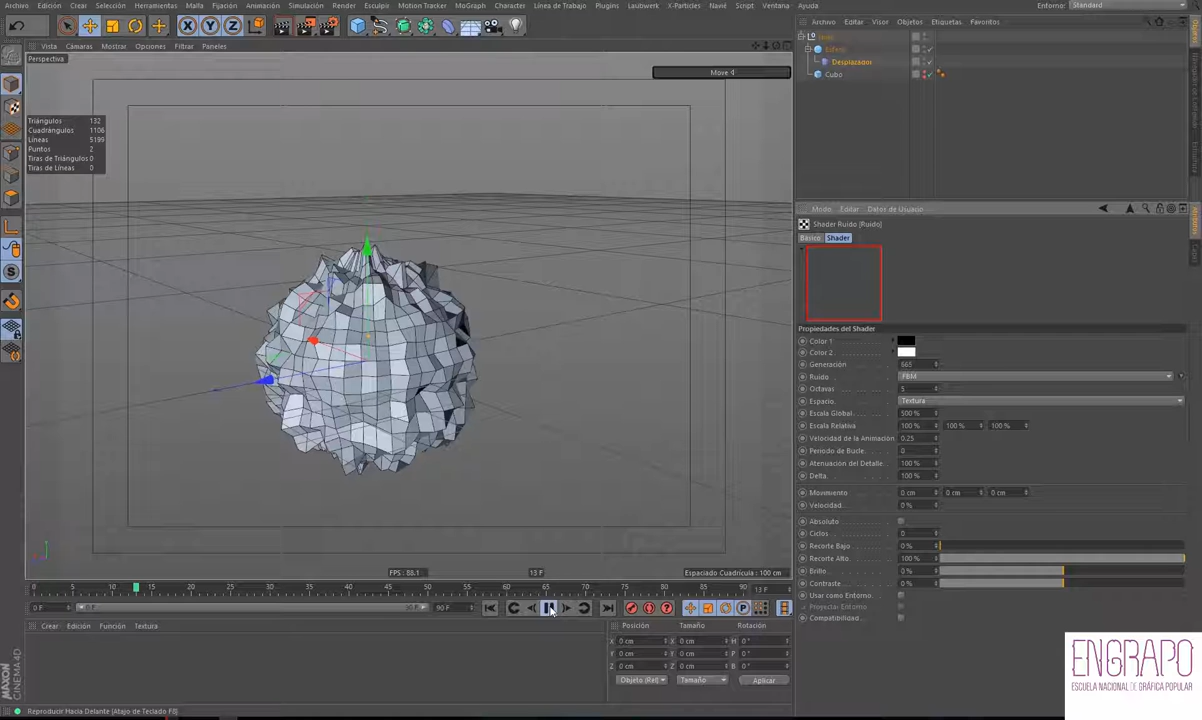 Archivo Edición Crear Selección Herramientas Malla Fijación Animación Simulación Render Esculpir Motion Tracker MoGraph Character Línea de Trabajo Plugins Laubwerk X-Particles Nav Script Ventana Ayuda Entorno: Standard
X Y Z
Archivo Editar Visor Objetos Etiquetas Favoritos
Vista Cámaras Mostrar Opciones Filtrar Paneles
Esfera
Desplazador
Cubo
Perspectiva
Move
Triángulos 132
Cuadrángulos 1106
Líneas 5199
Puntos 2
Tiras de Triángulos 0
Tiras de Líneas 0
Modo Editar Datos de Usuario
Shader Ruido [Ruido]
Básico Shader
Propiedades del Shader
Color 1
Color 2
Generación 665
Ruido FBM
Octavas 5
Espacio Textura
Escala Global 500 %
Escala Relativa 100 % 100 % 100 %
Velocidad de la Animación 0.25
Periodo de Bucle 0
Atenuación del Detalle 100 %
Delta 100 %
Movimiento 0 cm 0 cm 0 cm
Velocidad 0 %
Absoluto
Ciclos 0
Recorte Bajo 0 %
Recorte Alto 100 %
Brillo 0 %
Contraste 0 %
Usar como Entorno
Proyectar Entorno
Compatibilidad
FPS : 88.1 13 F Espaciado Cuadrícula : 100 cm
0 5 10 15 20 25 30 35 40 45 50 55 60 65 70 75 80 85 90 13 F
0 F 0 F 90 F 90 F
Crear Edición Función Textura
Posición Tamaño Rotación
X 0 cm X 0 cm H 0 °
Y 0 cm Y 0 cm P 0 °
Z 0 cm Z 0 cm B 0 °
Objeto (Rel) Tamaño Aplicar
MAXON
CINEMA 4D
Reproducir Hacia Delante [Atajo de Teclado F8]
ENGRAPO
ESCUELA NACIONAL DE GRÁFICA POPULAR